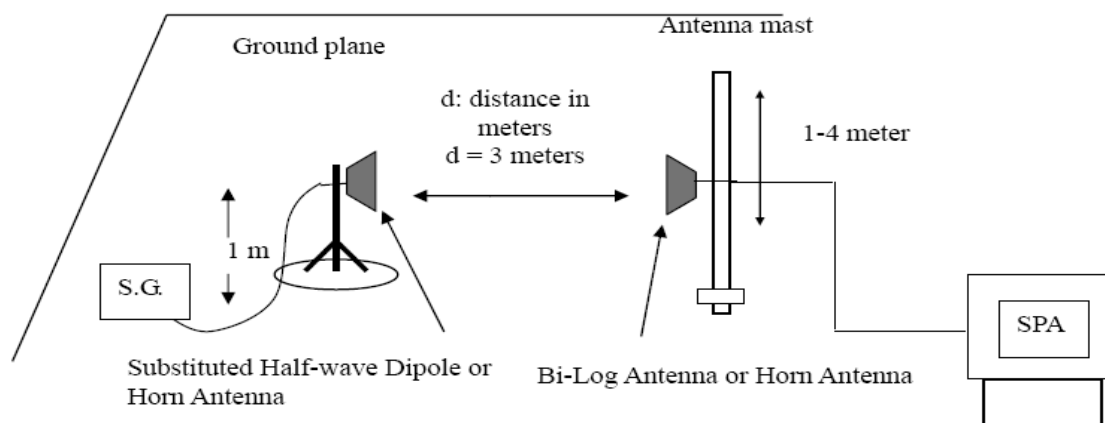 Antenna mast
Ground plane
d: distance in
meters
d = 3 meters
1-4 meter
1 m
S.G.
SPA
Substituted Half-wave Dipole or
Horn Antenna
Bi-Log Antenna or Horn Antenna